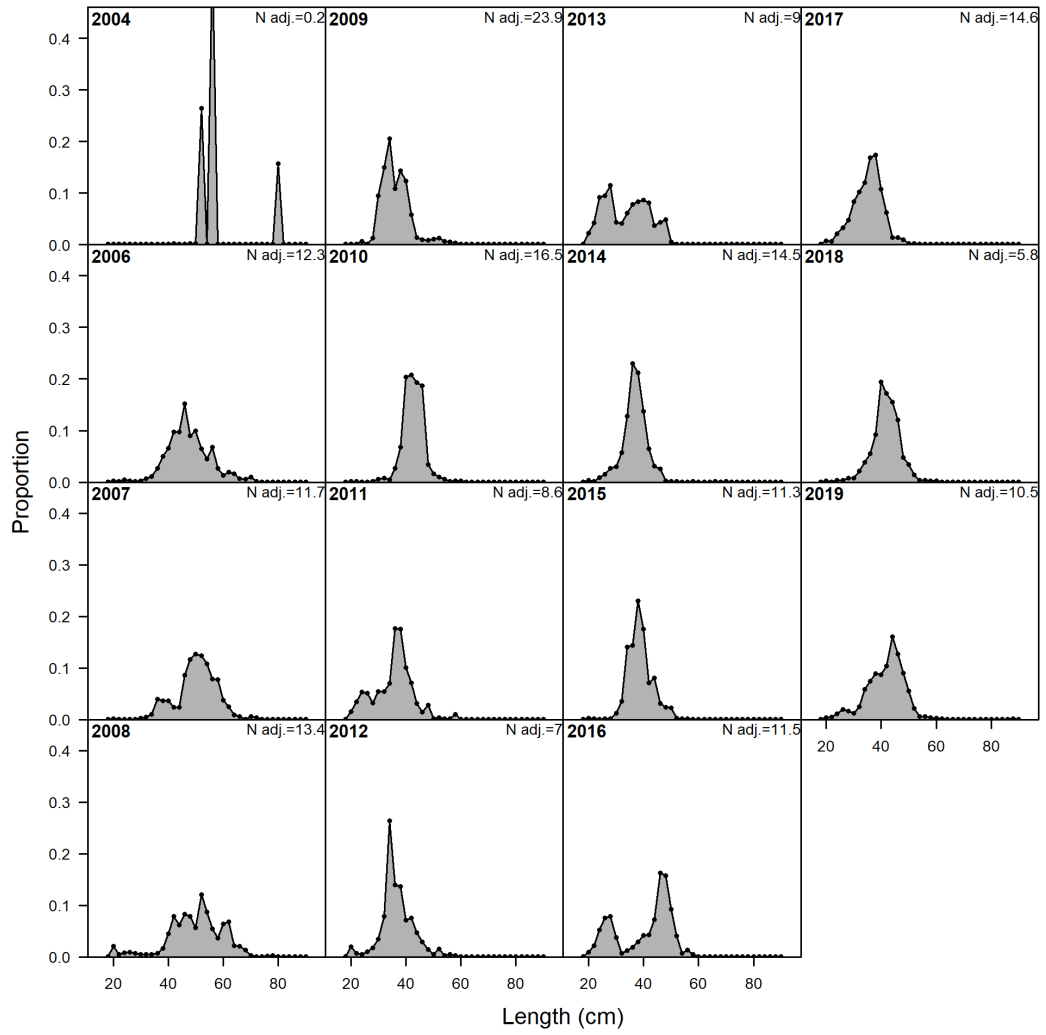 2004 N adj.=0.2 2009 N adj.=23.9 2013 N adj.=9 2017 N adj.=14.6
0.4
0.3
0.2
0.1
0.0
2006 N adj.=12.3 2010 N adj.=16.5 2014 N adj.=14.5 2018 N adj.=5.8
0.4
0.3
0.2
0.1
0.0
Proportion
2007 N adj.=11.7 2011 N adj.=8.6 2015 N adj.=11.3 2019 N adj.=10.5
0.4
0.3
0.2
0.1
0.0
20 40 60 80
2008 N adj.=13.4 2012 N adj.=7 2016 N adj.=11.5
0.4
0.3
0.2
0.1
0.0
20 40 60 80 20 40 60 80 20 40 60 80
Length (cm)